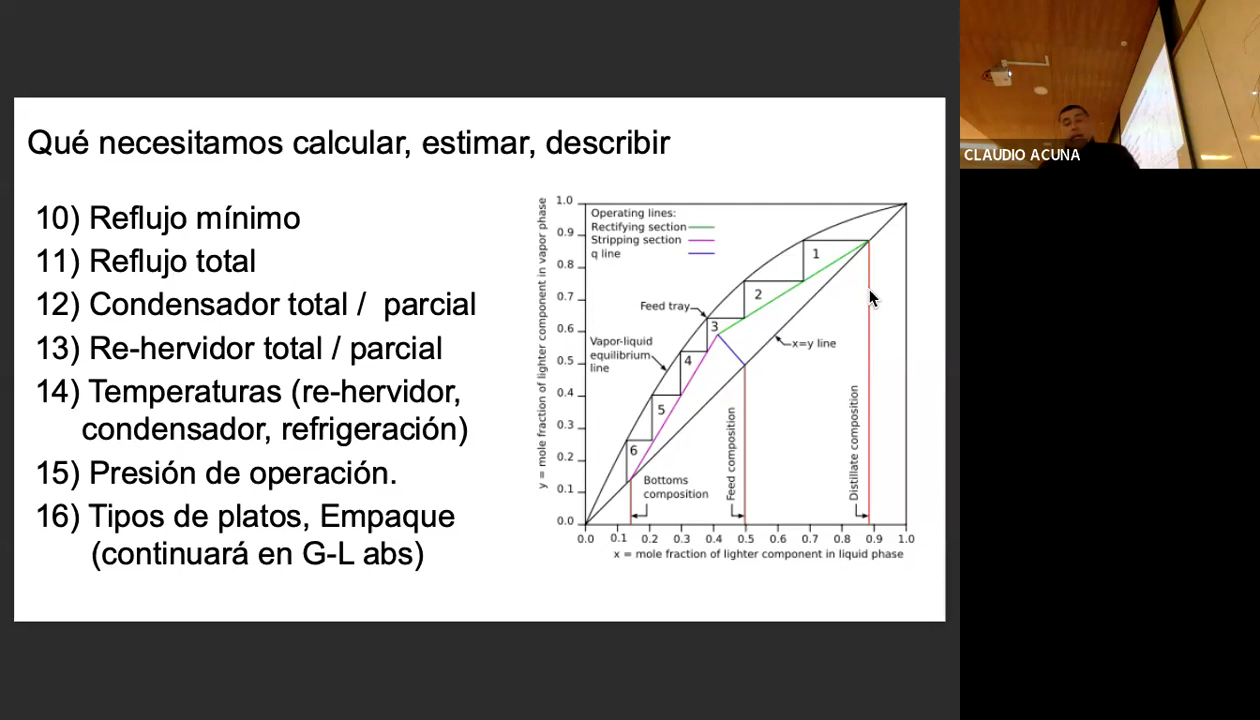 Qué necesitamos calcular, estimar, describir
10) Reflujo mínimo
11) Reflujo total
12) Condensador total /  parcial
13) Re-hervidor total / parcial
14) Temperaturas (re-hervidor,
condensador, refrigeración)
15) Presión de operación.
16) Tipos de platos, Empaque
(continuará en G-L abs)
y = mole fraction of lighter component in vapor phase
1.0
0.9
0.8
0.7
0.6
0.5
0.4
0.3
0.2
0.1
0.0
Operating lines:
Rectifying section
Stripping section
q line
1
2
Feed tray
3
Vapor-liquid
equilibrium
line
x=y line
4
5
6
Bottoms
composition
Feed composition
Distillate composition
0.0 0.1 0.2 0.3 0.4 0.5 0.6 0.7 0.8 0.9 1.0
x = mole fraction of lighter component in liquid phase
CLAUDIO ACUNA